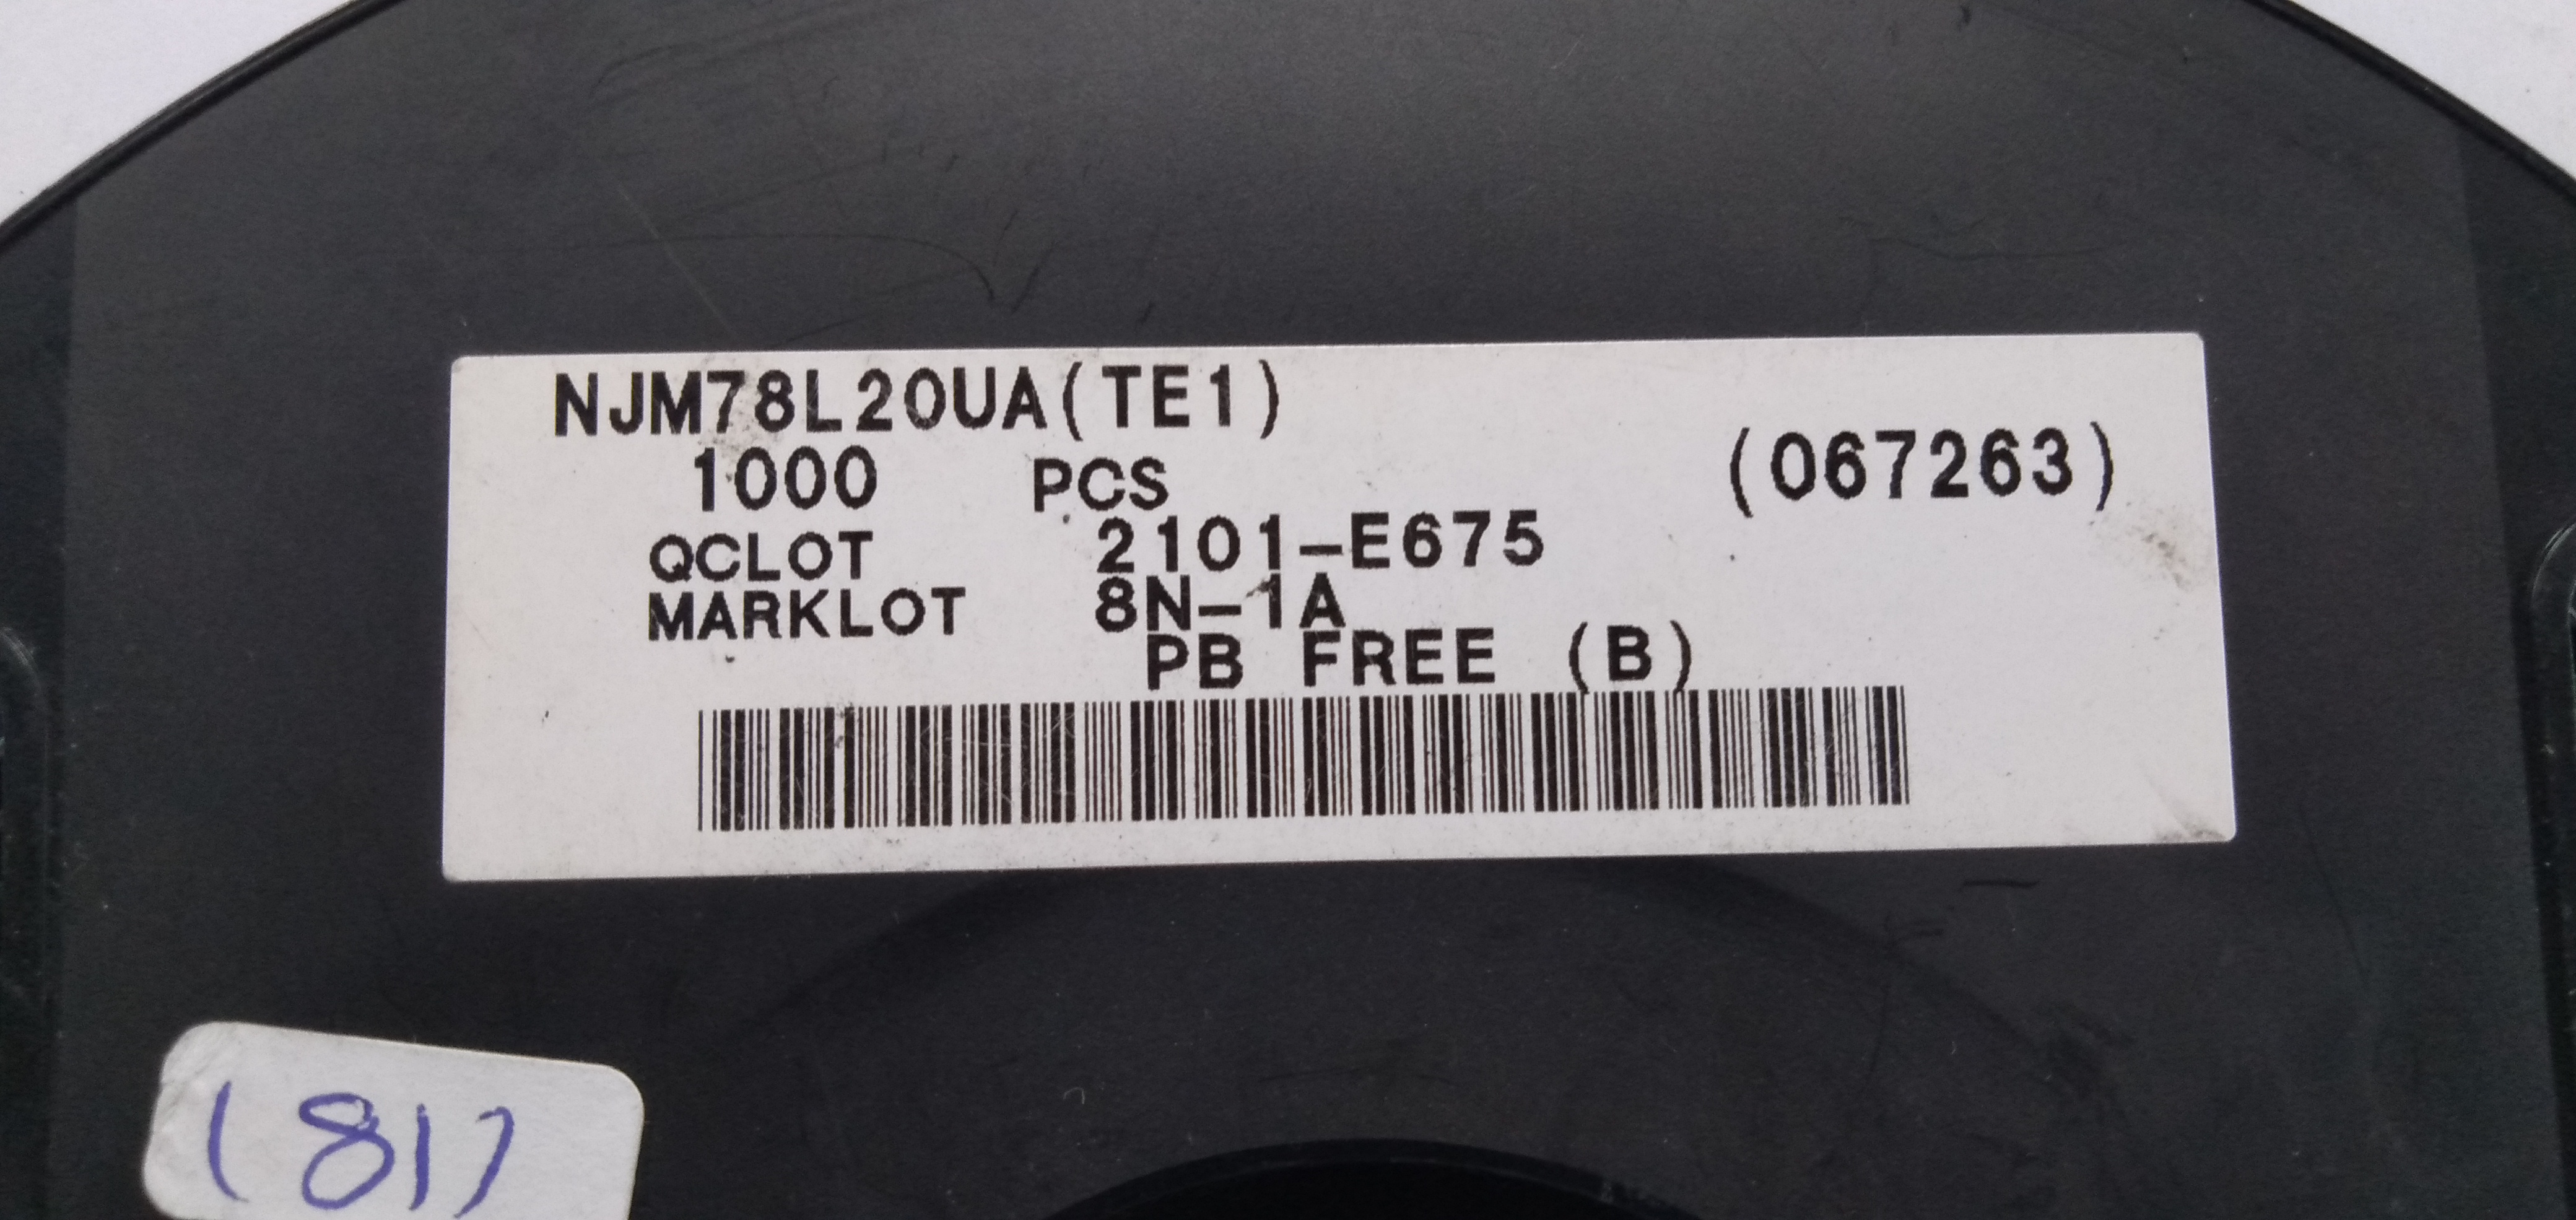 NJM78L20UA(TE1)
1000 PCS (067263)
QCLOT 2101-E675
MARKLOT 8N-1A
PB FREE (B)
(81)